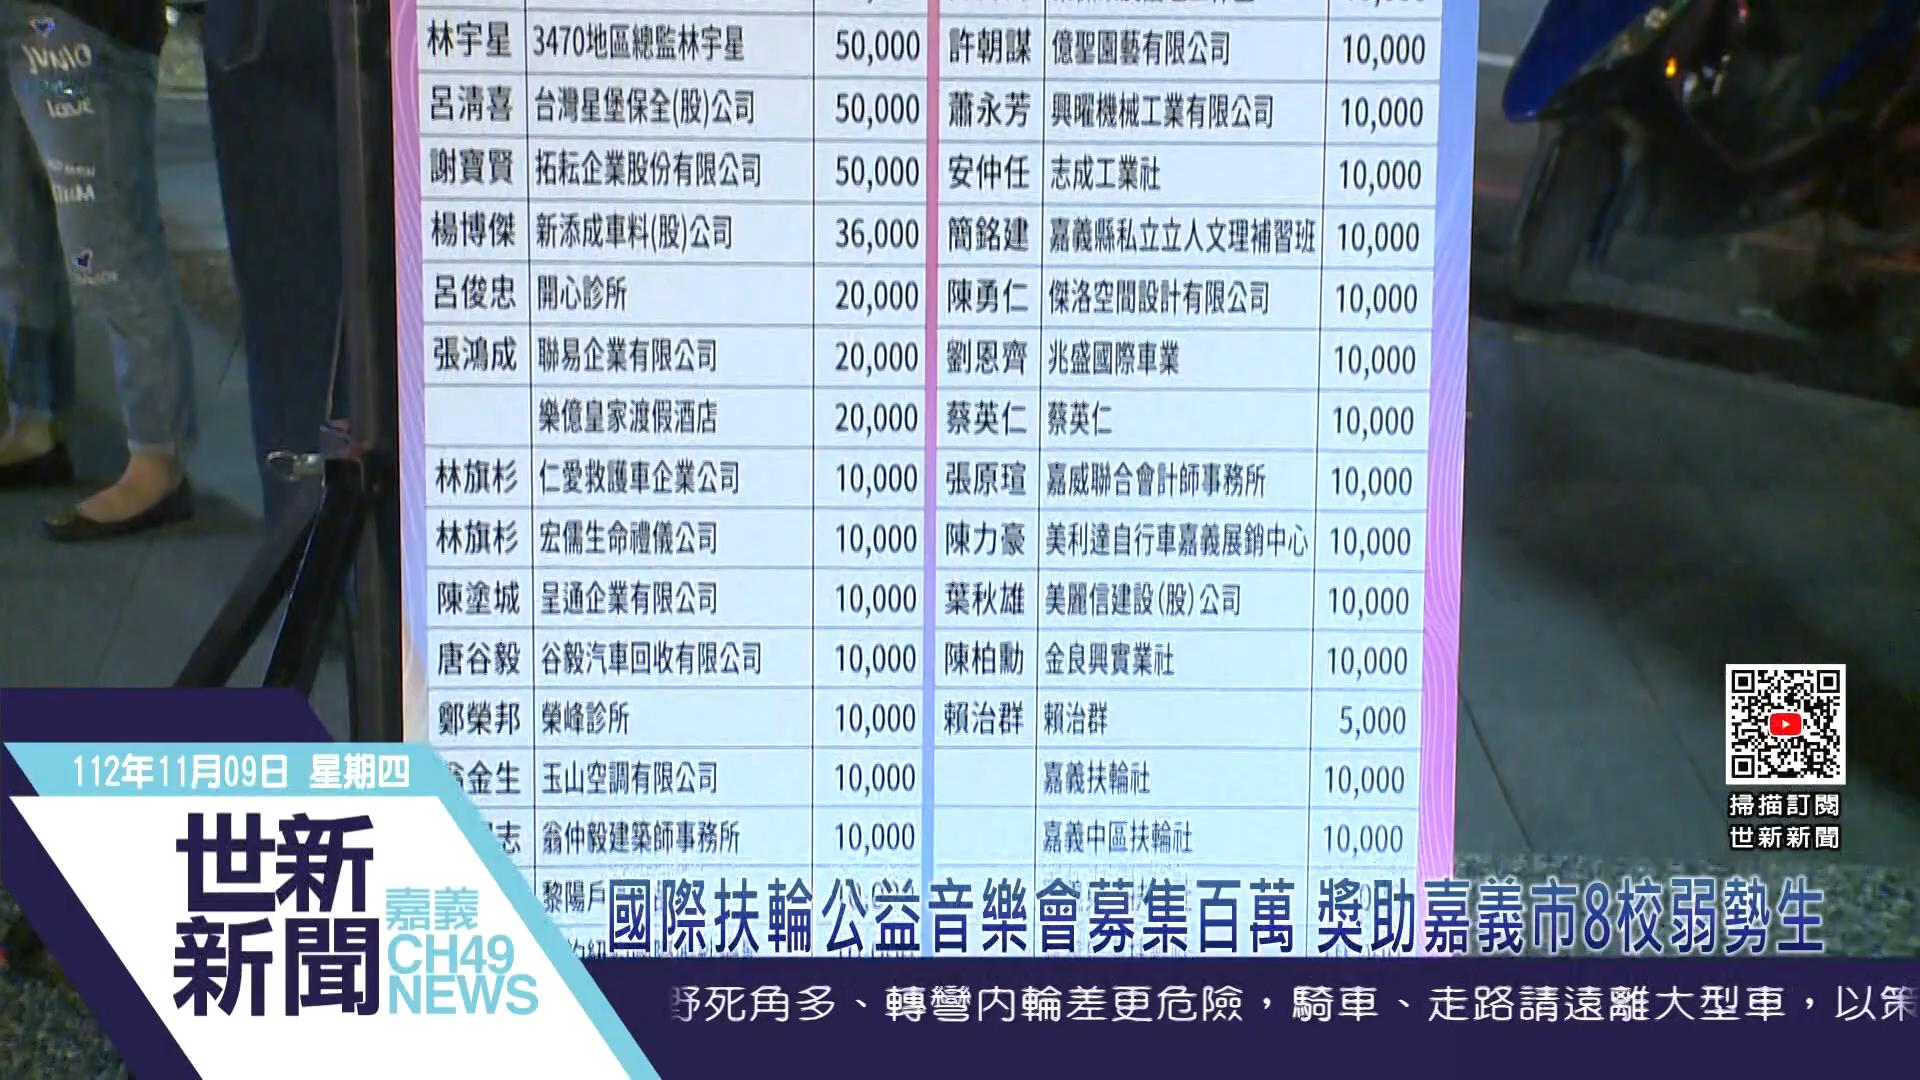 林宇星 3470地區總監林宇星 50,000 許朝謀 億聖園藝有限公司 10,000
呂清喜 台灣星堡保全(股)公司 50,000 蕭永芳 興曜機械工業有限公司 10,000
謝寶賢 拓耘企業股份有限公司 50,000 安仲任 志成工業社 10,000
楊博傑 新添成車料(股)公司 36,000 簡銘建 嘉義縣私立立人文理補習班 10,000
呂俊忠 開心診所 20,000 陳勇仁 傑洛空間設計有限公司 10,000
張鴻成 聯易企業有限公司 20,000 劉恩齊 兆盛國際車業 10,000
樂億皇家渡假酒店 20,000 蔡英仁 蔡英仁 10,000
林旗杉 仁愛救護車企業公司 10,000 張原瑄 嘉威聯合會計師事務所 10,000
林旗杉 宏儒生命禮儀公司 10,000 陳力豪 美利達自行車嘉義展銷中心 10,000
陳塗城 呈通企業有限公司 10,000 葉秋雄 美麗信建設(股)公司 10,000
唐谷毅 谷毅汽車回收有限公司 10,000 陳柏勳 金良興實業社 10,000
鄭榮邦 榮峰診所 10,000 賴治群 賴治群 5,000
金生 玉山空調有限公司 10,000 嘉義扶輪社 10,000
志 翁仲毅建築師事務所 10,000 嘉義中區扶輪社 10,000
黎陽戶
112年11月09日 星期四
世新新聞
嘉義
CH49
NEWS
國際扶輪公益音樂會募集百萬 獎助嘉義市8校弱勢生
野死角多、轉彎內輪差更危險，騎車、走路請遠離大型車，以策
掃描訂閱
世新新聞